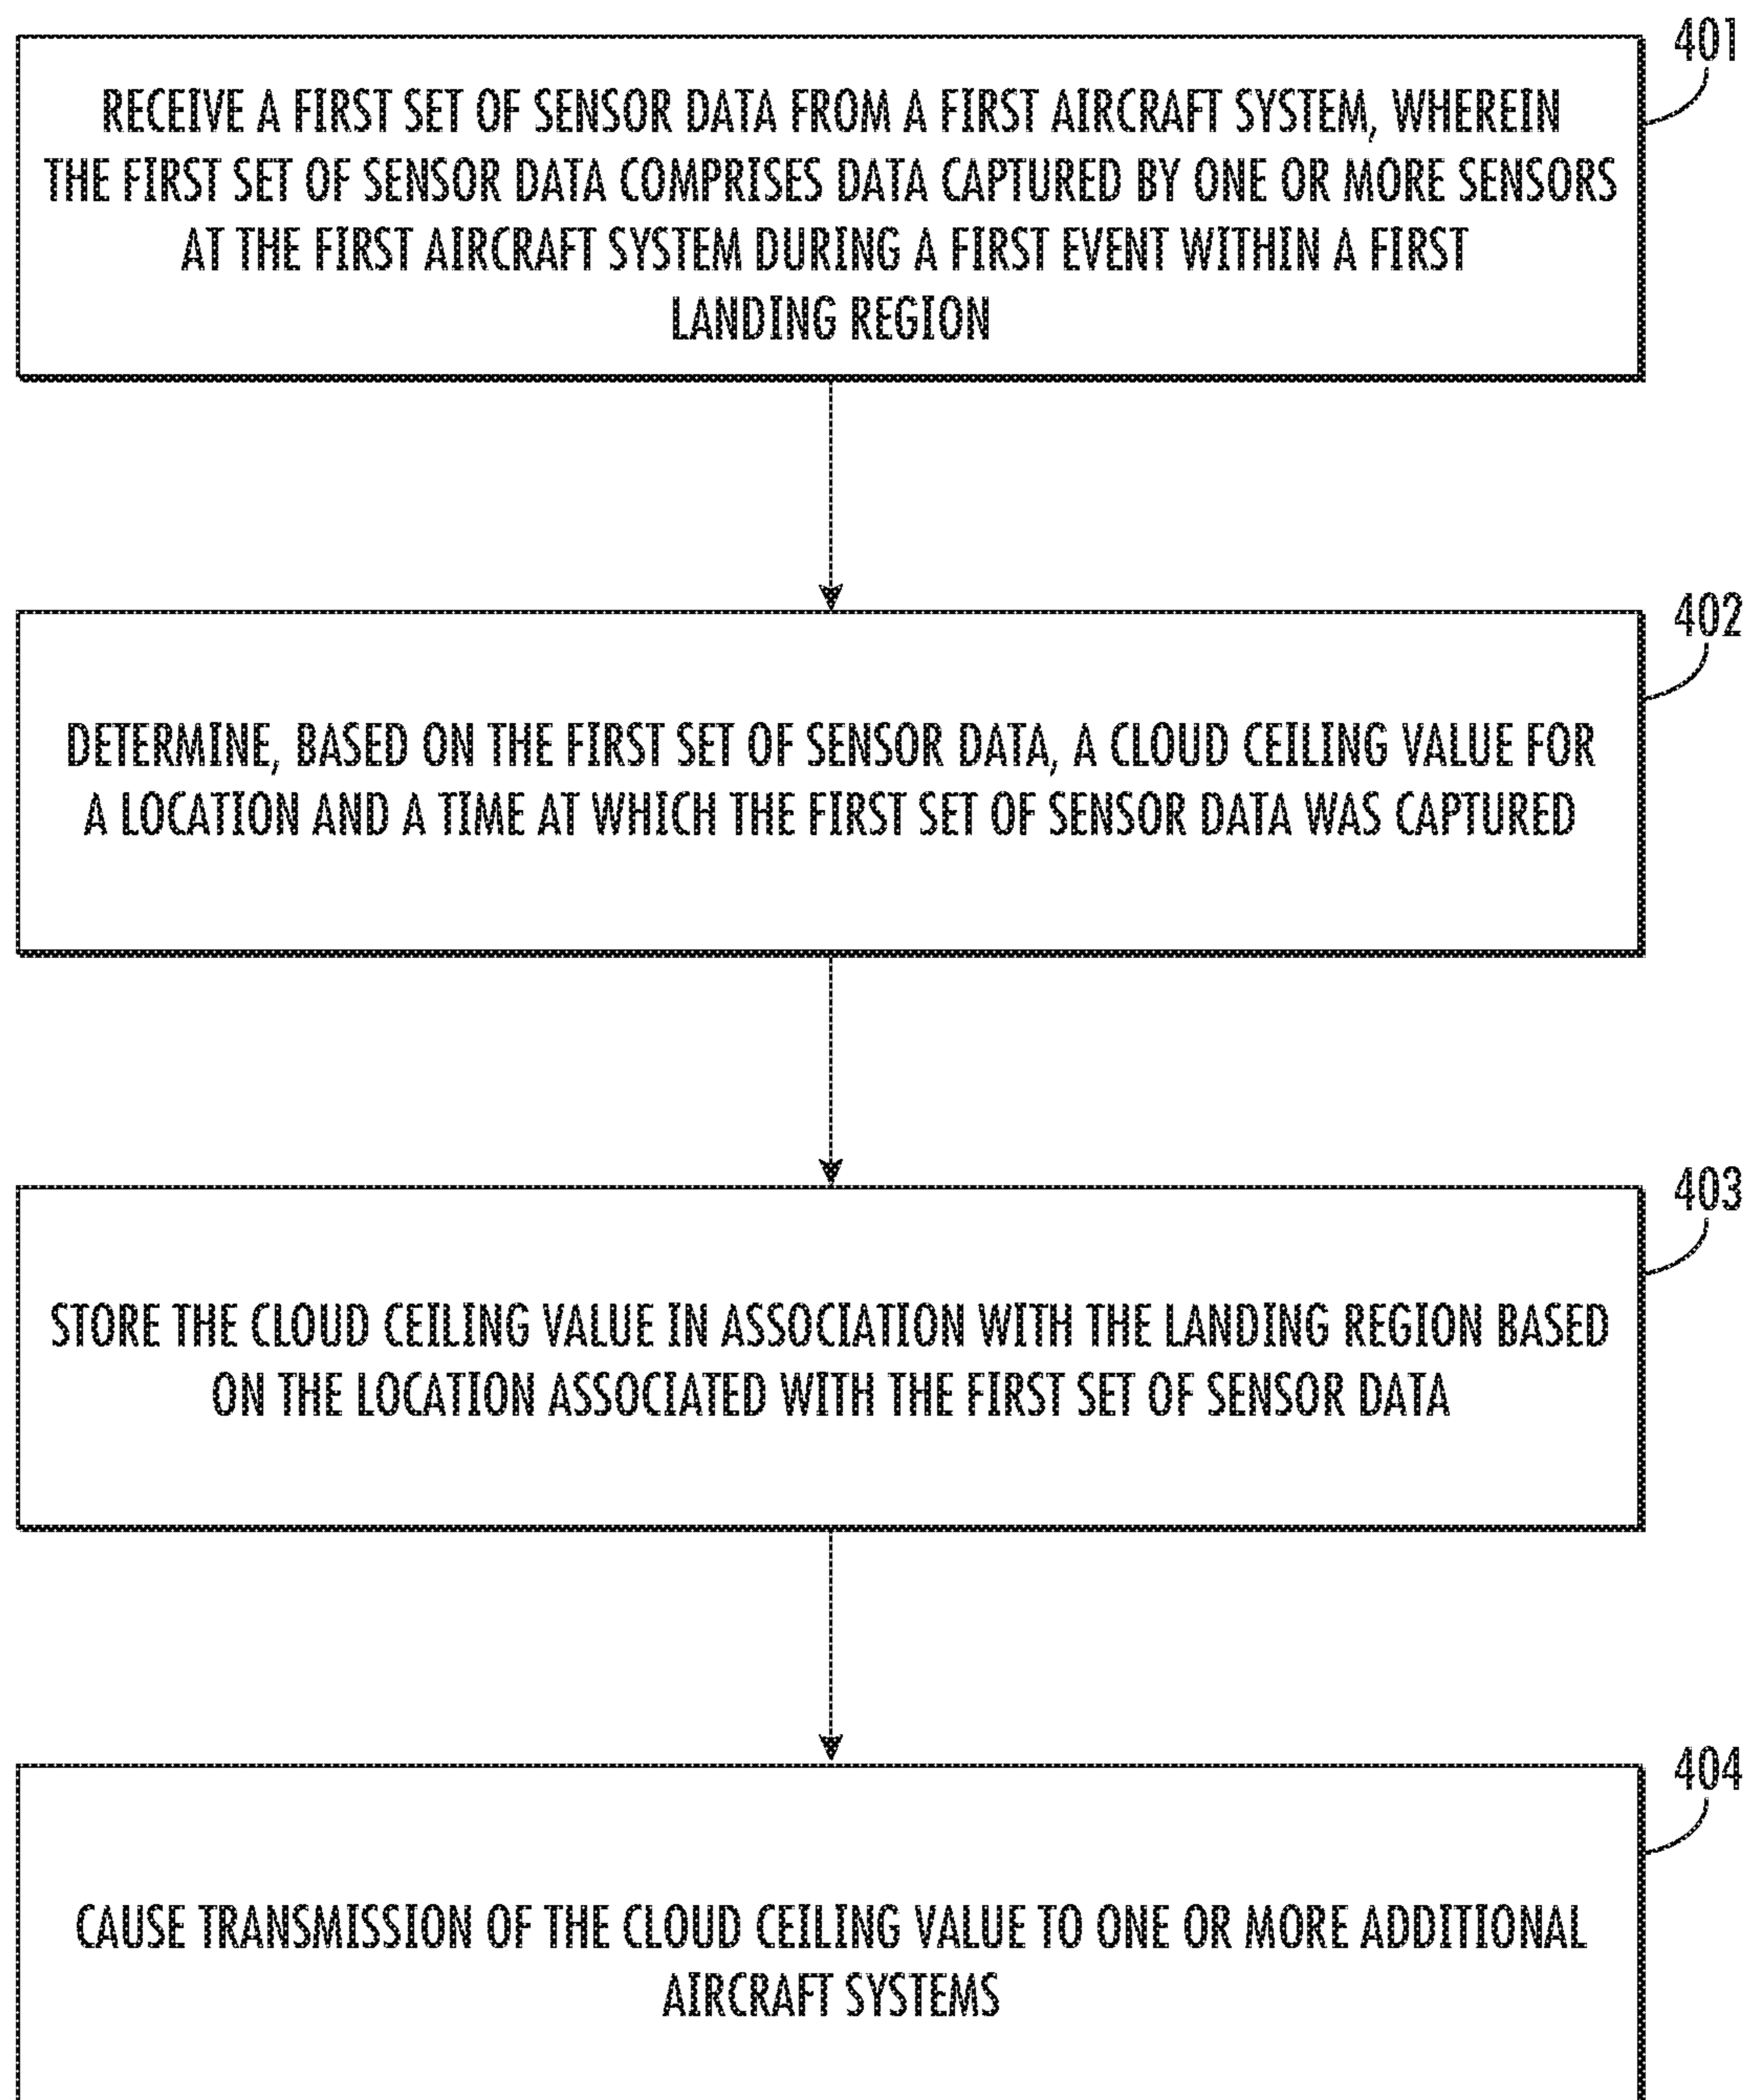 401
RECEIVE A FIRST SET OF SENSOR DATA FROM A FIRST AIRCRAFT SYSTEM, WHEREIN
THE FIRST SET OF SENSOR DATA COMPRISES DATA CAPTURED BY ONE OR MORE SENSORS
AT THE FIRST AIRCRAFT SYSTEM DURING A FIRST EVENT WITHIN A FIRST
LANDING REGION
402
DETERMINE, BASED ON THE FIRST SET OF SENSOR DATA, A CLOUD CEILING VALUE FOR
A LOCATION AND A TIME AT WHICH THE FIRST SET OF SENSOR DATA WAS CAPTURED
403
STORE THE CLOUD CEILING VALUE IN ASSOCIATION WITH THE LANDING REGION BASED
ON THE LOCATION ASSOCIATED WITH THE FIRST SET OF SENSOR DATA
404
CAUSE TRANSMISSION OF THE CLOUD CEILING VALUE TO ONE OR MORE ADDITIONAL
AIRCRAFT SYSTEMS